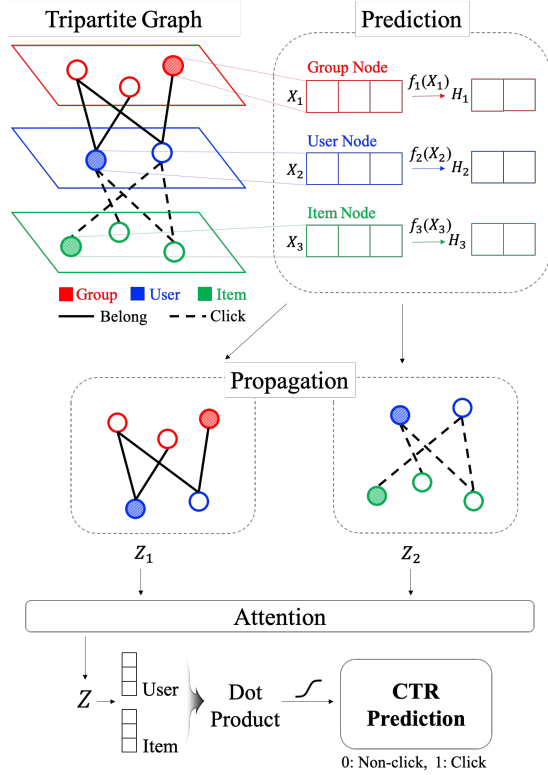 Tripartite Graph
Prediction
Group Node
X₁
f₁(X₁)
H₁
User Node
X₂
f₂(X₂)
H₂
Item Node
X₃
f₃(X₃)
H₃
Group User Item
Belong Click
Propagation
Z₁
Z₂
Attention
Z
User
Item
Dot
Product
CTR
Prediction
0: Non-click, 1: Click